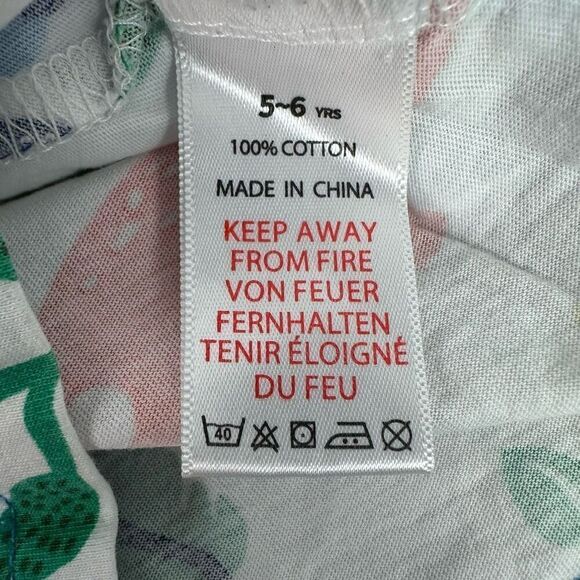 5~6 YRS
100% COTTON
MADE IN CHINA
KEEP AWAY
FROM FIRE
VON FEUER
FERNHALTEN
TENIR ÉLOIGNÉ
DU FEU
40